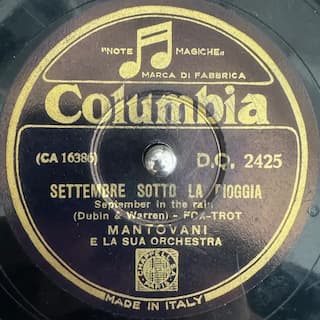 "NOTE MAGICHE"
MARCA DI FABBRICA
Columbia
(CA 16386) D.Q. 2425
SETTEMBRE SOTTO LA PIOGGIA
September in the rain
(Dubin & Warren) - FOX-TROT
MANTOVANI
E LA SUA ORCHESTRA
MADE IN ITALY